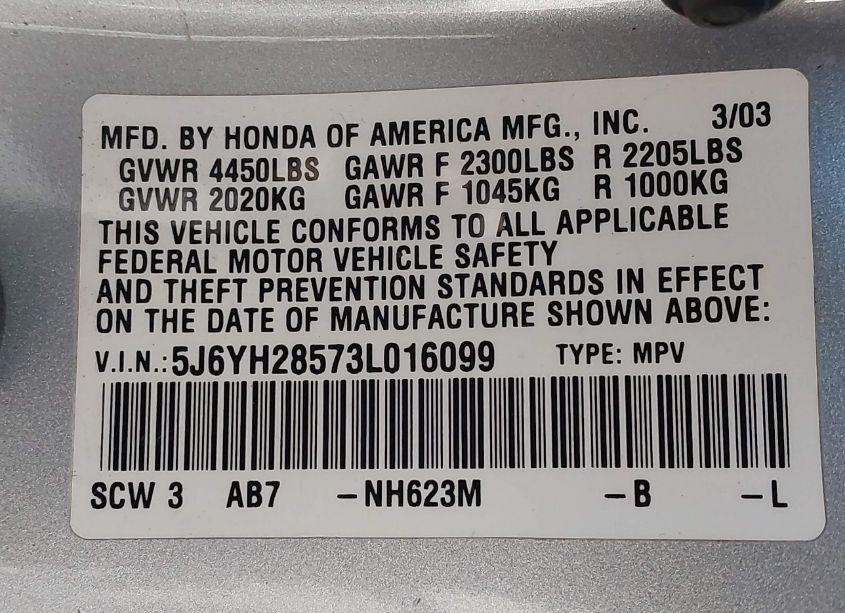 MFD. BY HONDA OF AMERICA MFG., INC. 3/03
GVWR 4450LBS GAWR F 2300LBS R 2205LBS
GVWR 2020KG GAWR F 1045KG R 1000KG
THIS VEHICLE CONFORMS TO ALL APPLICABLE
FEDERAL MOTOR VEHICLE SAFETY
AND THEFT PREVENTION STANDARDS IN EFFECT
ON THE DATE OF MANUFACTURE SHOWN ABOVE:
V.I.N.: 5J6YH28573L016099 TYPE: MPV
SCW 3 AB7 –NH623M –B –L